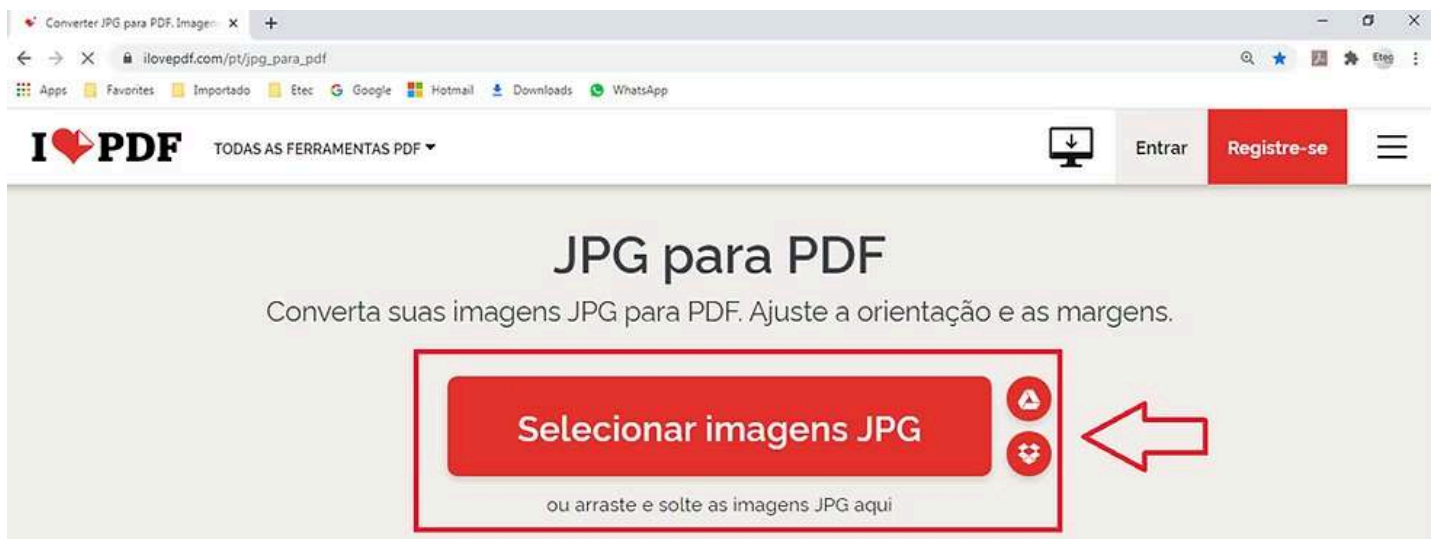 Converter JPG para PDF. Imagen
ilovepdf.com/pt/jpg_para_pdf
Apps Favorites Importado Etec Google Hotmail Downloads WhatsApp
I PDF TODAS AS FERRAMENTAS PDF Entrar Registre-se
JPG para PDF
Converta suas imagens JPG para PDF. Ajuste a orientação e as margens.
Selecionar imagens JPG
ou arraste e solte as imagens JPG aqui